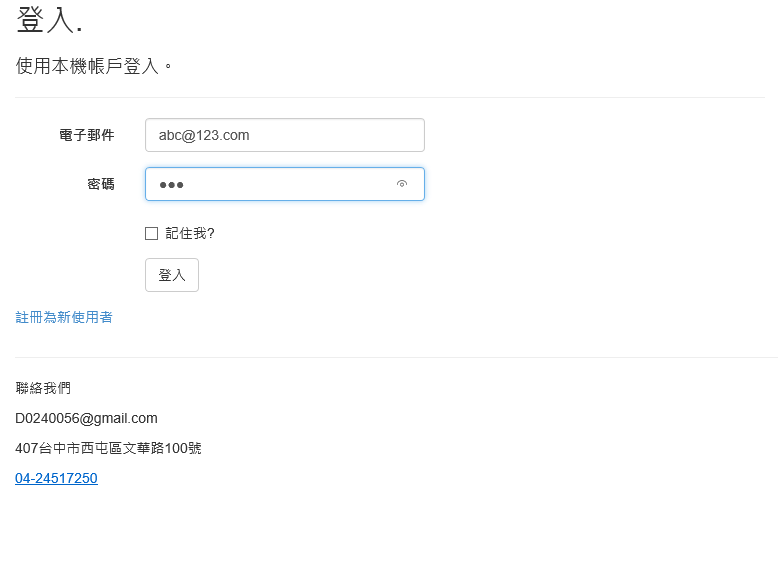 登入.
使用本機帳戶登入。
電子郵件 abc@123.com
密碼 ●●●
記住我?
登入
註冊為新使用者
聯絡我們
D0240056@gmail.com
407台中市西屯區文華路100號
04-24517250